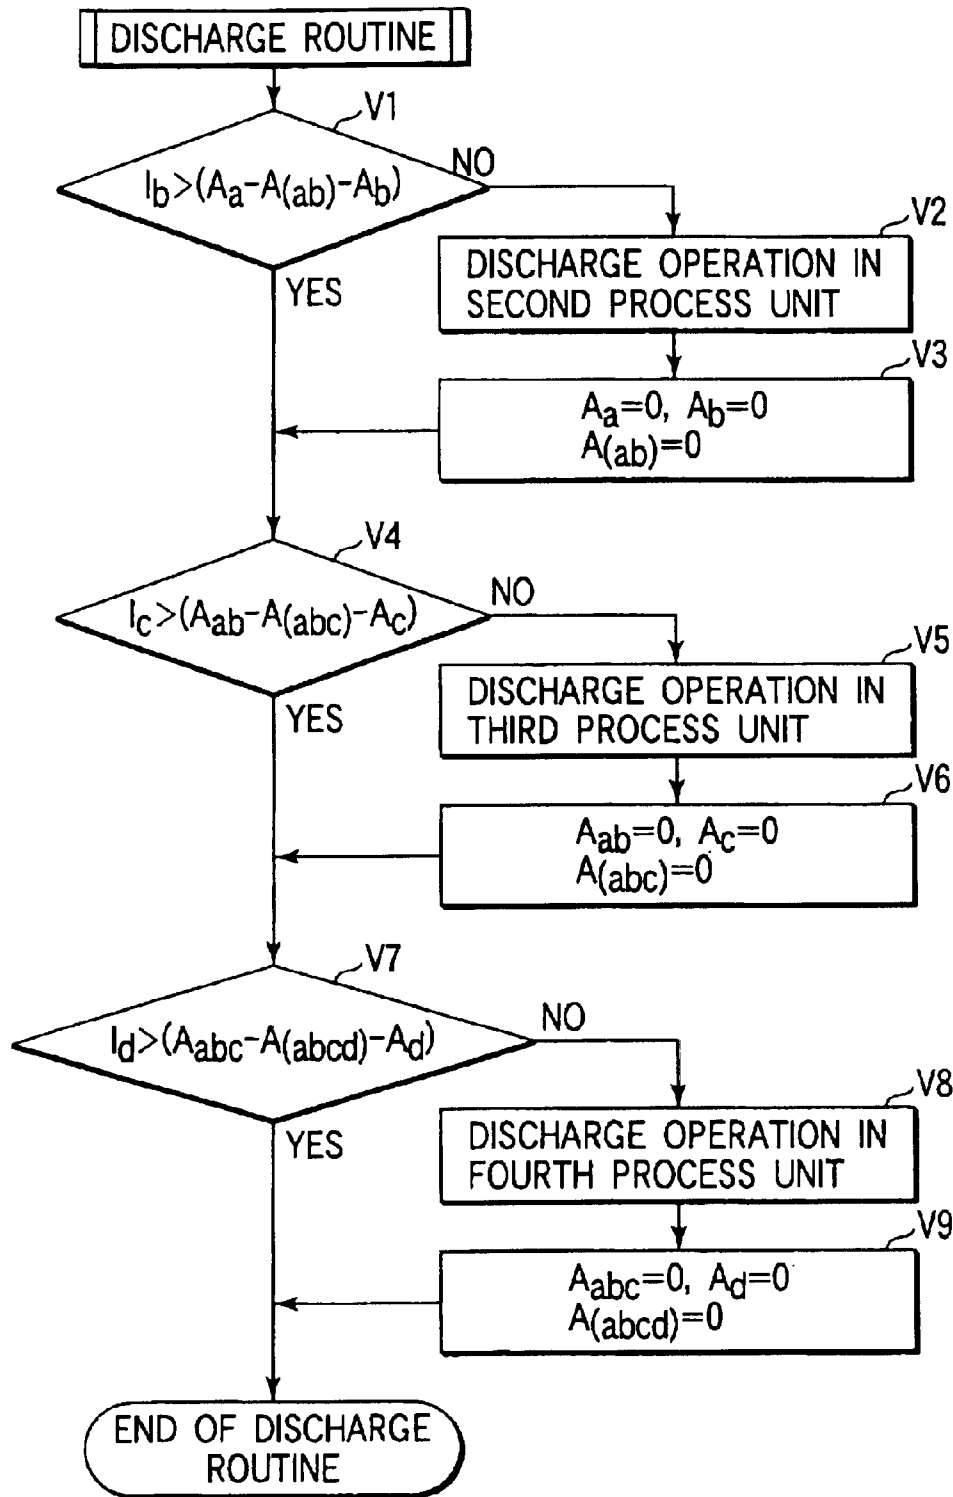 DISCHARGE ROUTINE
V1
Ib>(Aa-A(ab)-Ab)
NO
YES
V2
DISCHARGE OPERATION IN
SECOND PROCESS UNIT
V3
Aa=0, Ab=0
A(ab)=0
V4
Ic>(Aab-A(abc)-Ac)
NO
YES
V5
DISCHARGE OPERATION IN
THIRD PROCESS UNIT
V6
Aab=0, Ac=0
A(abc)=0
V7
Id>(Aabc-A(abcd)-Ad)
NO
YES
V8
DISCHARGE OPERATION IN
FOURTH PROCESS UNIT
V9
Aabc=0, Ad=0
A(abcd)=0
END OF DISCHARGE
ROUTINE